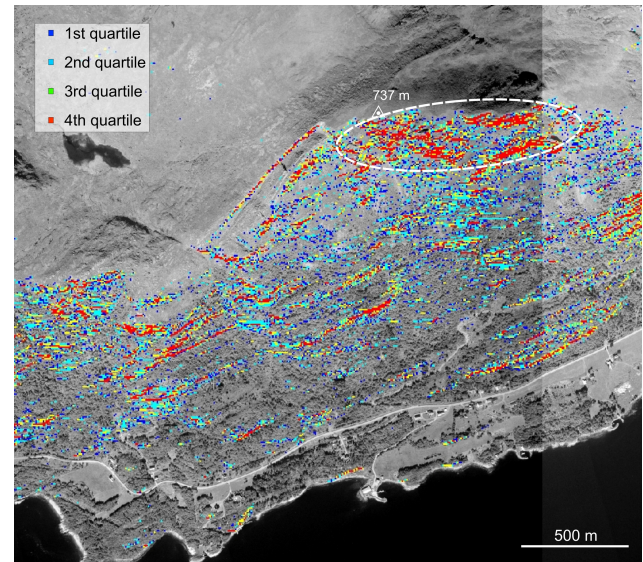 1st quartile
2nd quartile
3rd quartile
4th quartile
737 m
500 m